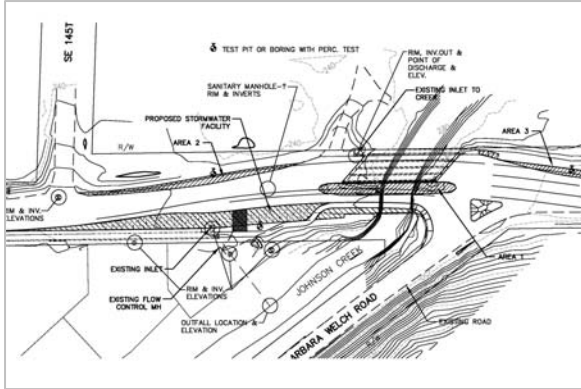 SE 145T
TEST PIT OR BORING WITH PERC. TEST
RIM, INV.OUT &
POINT OF
DISCHARGE &
ELEV.
SANITARY MANHOLE-?
RIM & INVERTS
EXISTING INLET TO
CREEK
PROPOSED STORMWATER
FACILITY
AREA 3
R/W
AREA 2
RIM & INV.
ELEVATIONS
AREA 1
EXISTING INLET
RIM & INV.
ELEVATIONS
JOHNSON CREEK
EXISTING FLOW
CONTROL MH
OUTFALL LOCATION &
ELEVATION
EXISTING ROAD
ARBARA WELCH ROAD